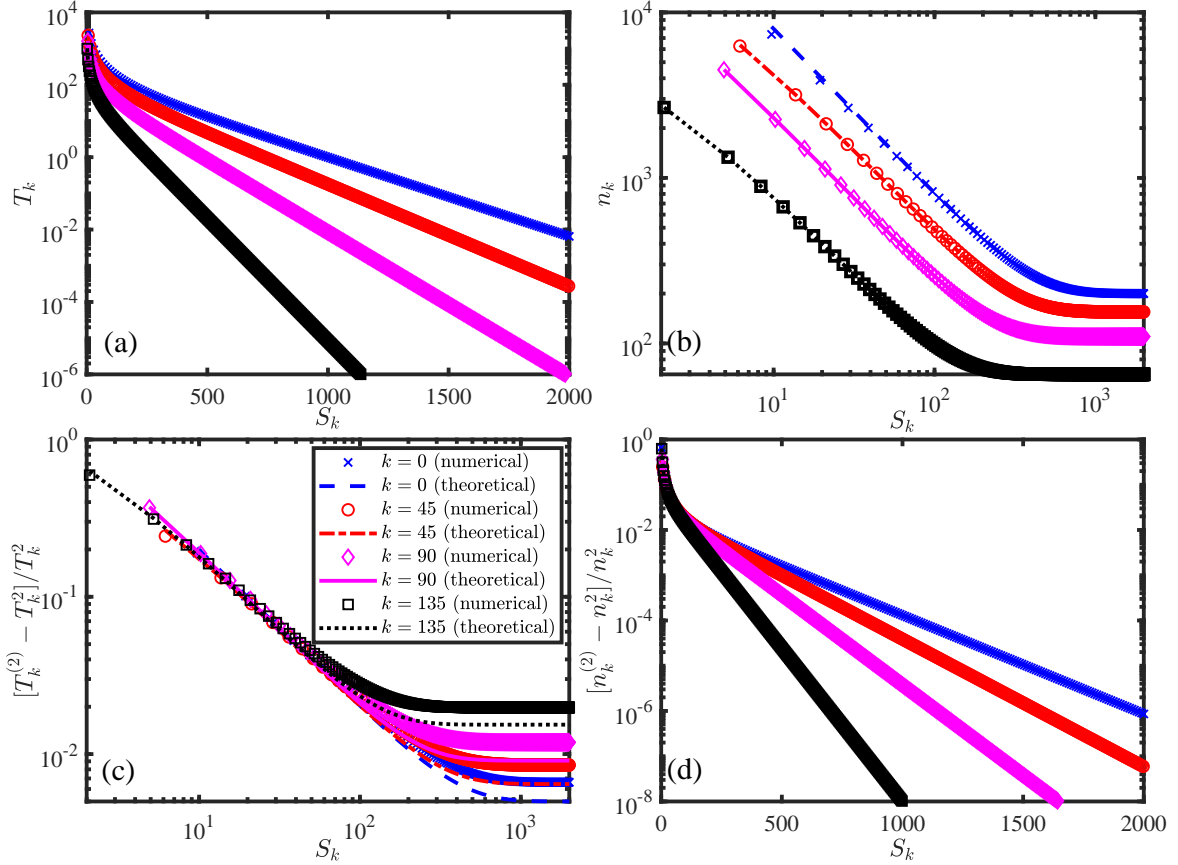 10^4
10^2
10^0
10^-2
10^-4
10^-6
T_k
(a)
0
500
1000
1500
2000
S_k
10^4
10^3
10^2
n_k
(b)
10^1
10^2
10^3
S_k
10^0
10^-1
10^-2
[T_k^(2) − T_k^2]/T_k^2
k = 0 (numerical)
k = 0 (theoretical)
k = 45 (numerical)
k = 45 (theoretical)
k = 90 (numerical)
k = 90 (theoretical)
k = 135 (numerical)
k = 135 (theoretical)
(c)
10^1
10^2
10^3
S_k
10^0
10^-2
10^-4
10^-6
10^-8
[n_k^(2) − n_k^2]/n_k^2
(d)
0
500
1000
1500
2000
S_k